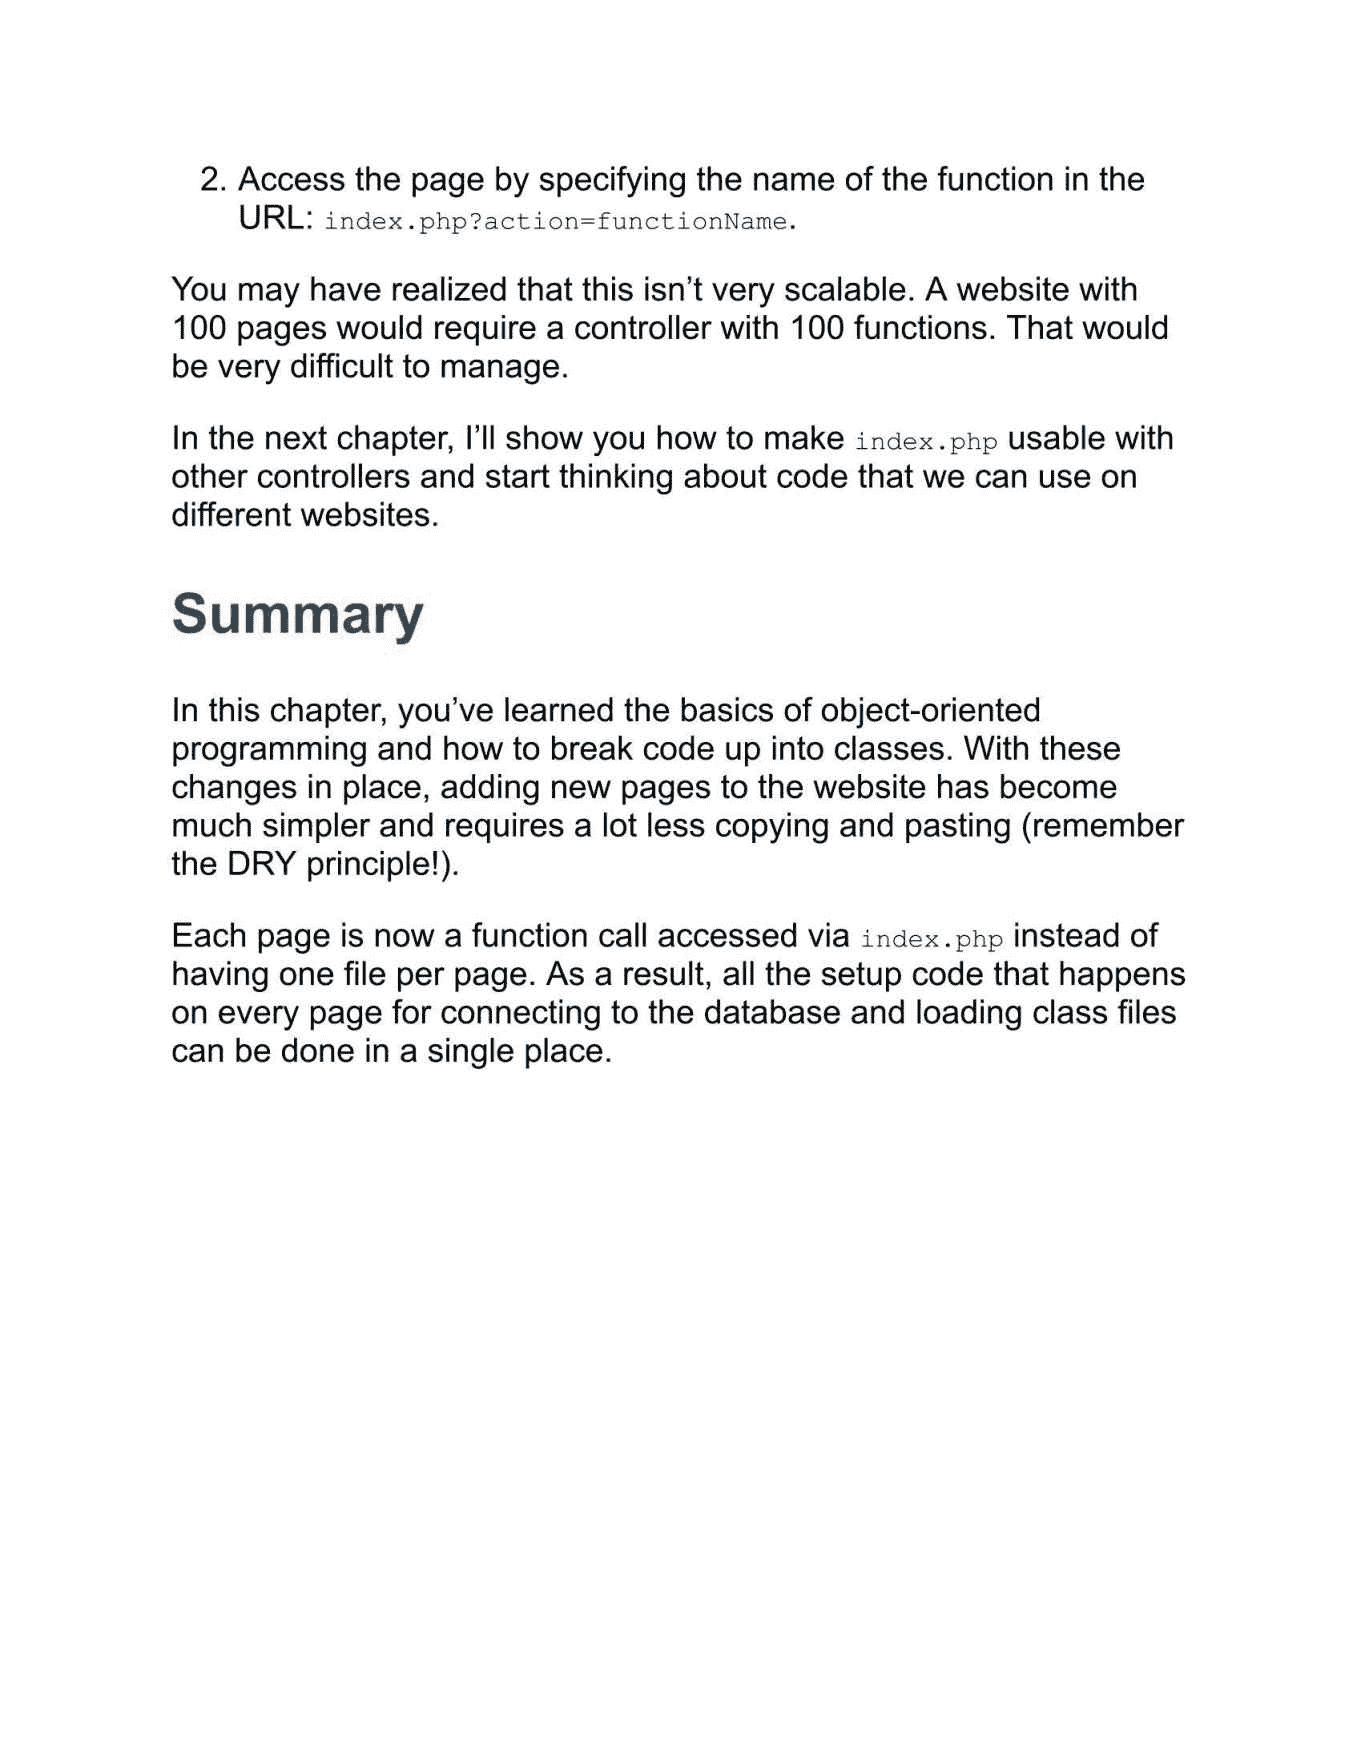 2. Access the page by specifying the name of the function in the
URL: index.php?action=functionName.
You may have realized that this isn’t very scalable. A website with
100 pages would require a controller with 100 functions. That would
be very difficult to manage.
In the next chapter, I’ll show you how to make index.php usable with
other controllers and start thinking about code that we can use on
different websites.
Summary
In this chapter, you’ve learned the basics of object-oriented
programming and how to break code up into classes. With these
changes in place, adding new pages to the website has become
much simpler and requires a lot less copying and pasting (remember
the DRY principle!).
Each page is now a function call accessed via index.php instead of
having one file per page. As a result, all the setup code that happens
on every page for connecting to the database and loading class files
can be done in a single place.